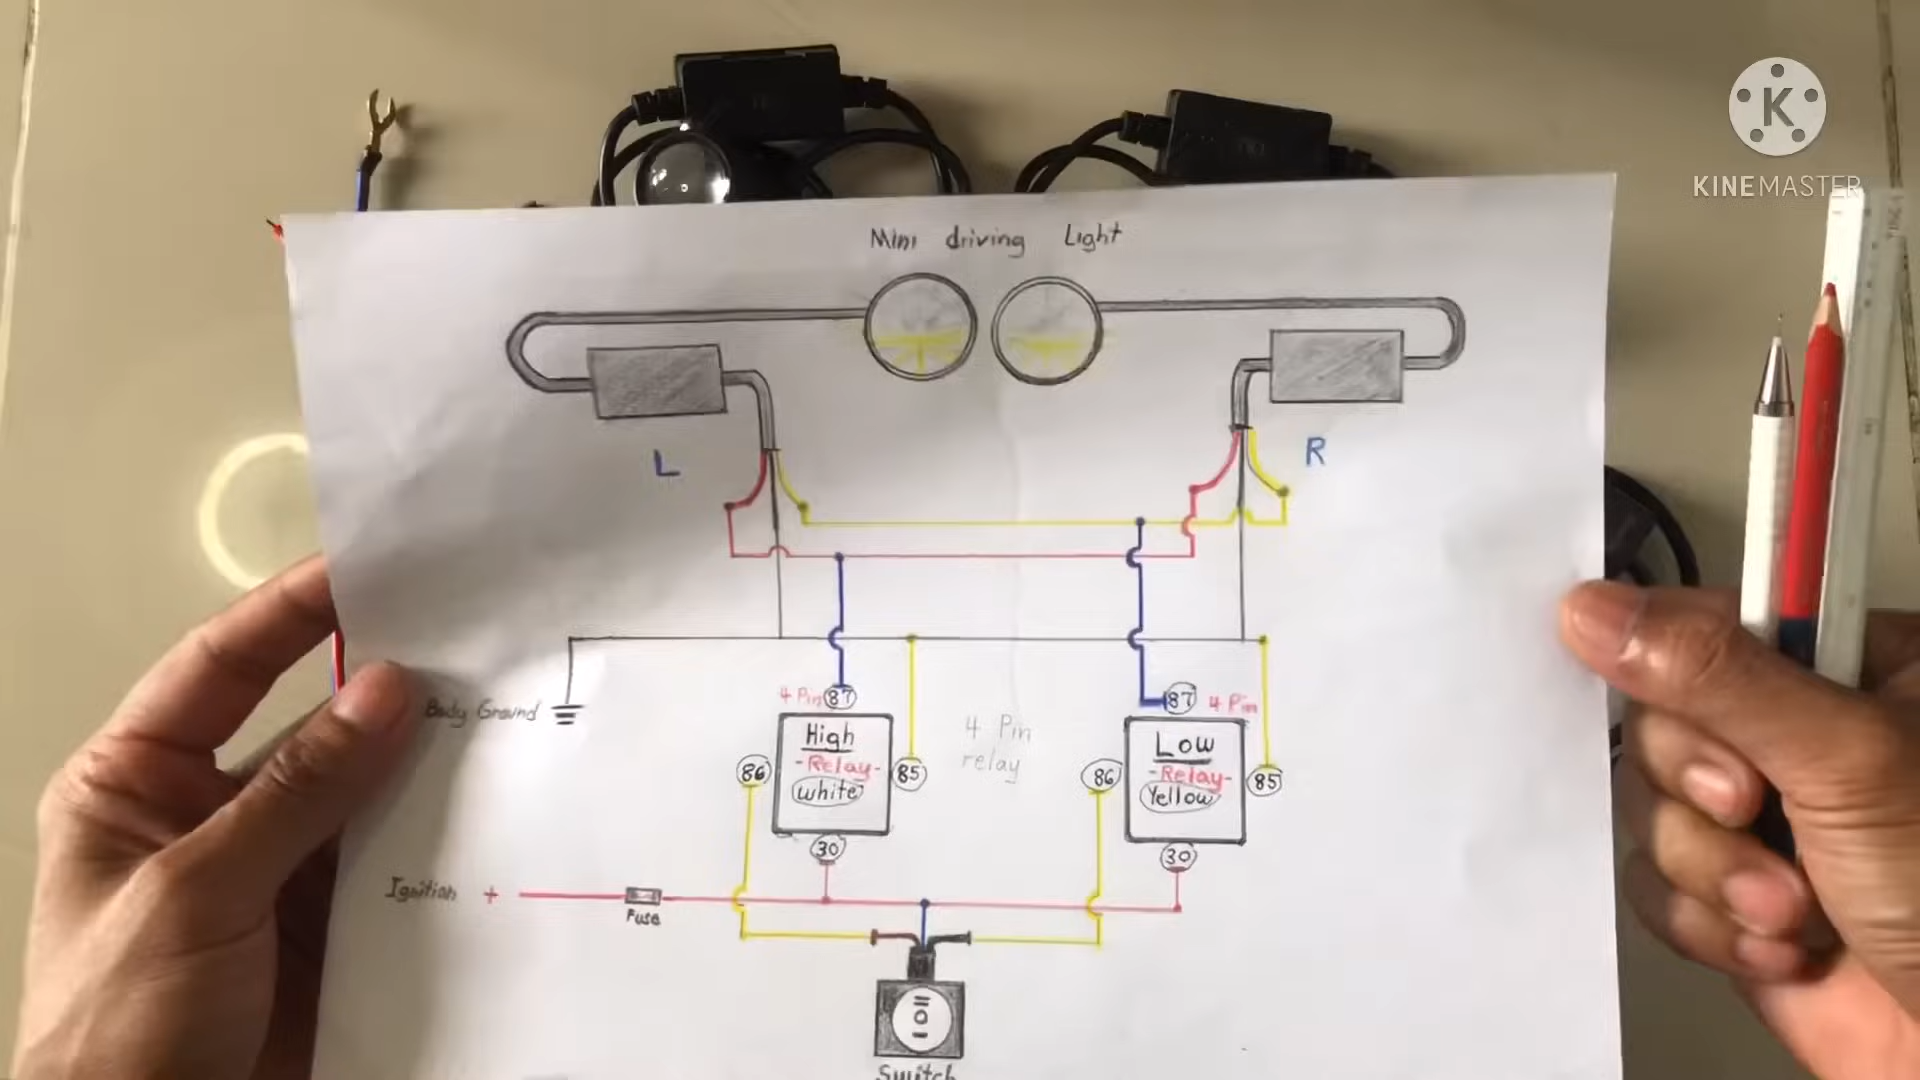 K
KINEMASTER
Mini driving Light
L
R
Body Ground
4 Pin
87
87
4 Pin
High
-Relay-
White
86
85
4 Pin
relay
86
Low
-Relay-
Yellow
85
30
30
Ignition +
Fuse
Switch